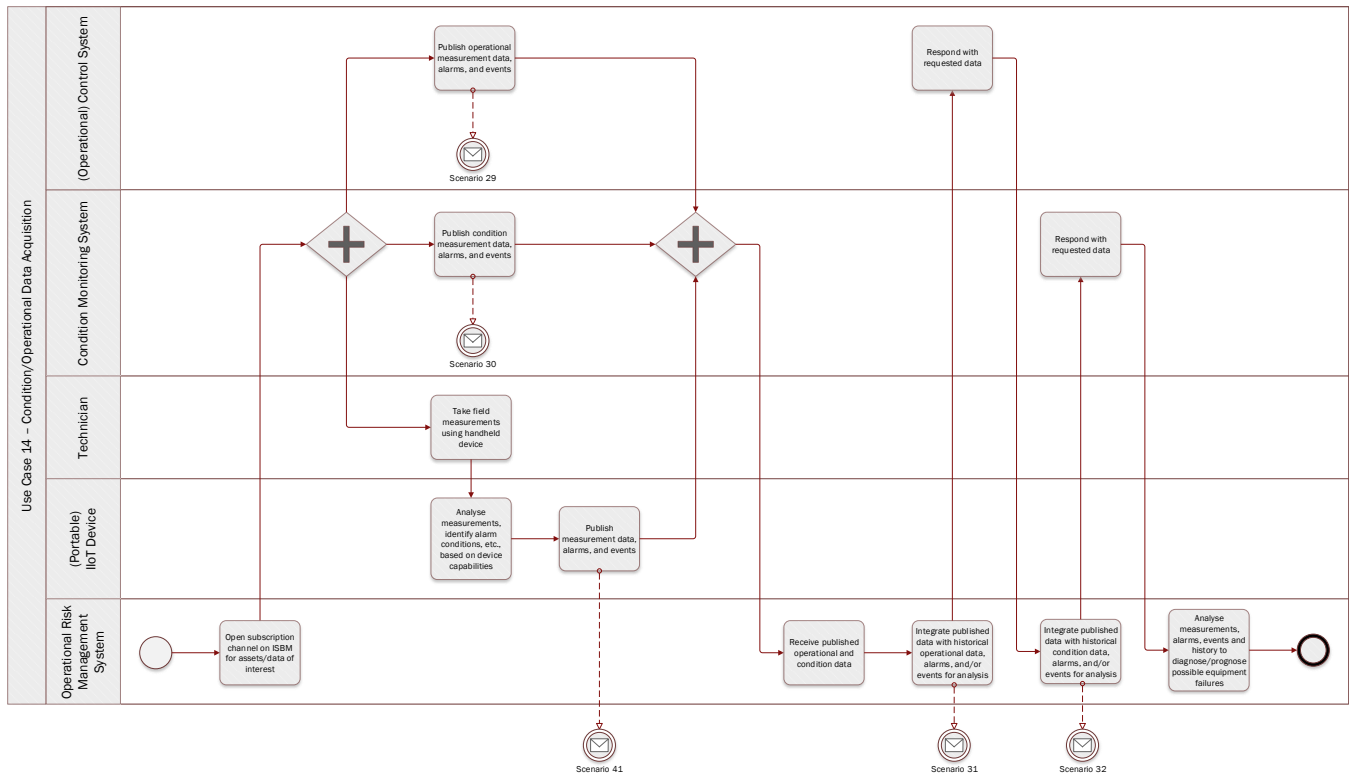 Use Case 14 – Condition/Operational Data Acquisition
(Operational) Control System
Publish operational
measurement data,
alarms, and events
Scenario 29
Respond with
requested data
Condition Monitoring System
Publish condition
measurement data,
alarms, and events
Scenario 30
Respond with
requested data
Technician
Take field
measurements
using handheld
device
(Portable)
IIoT Device
Analyse
measurements,
identify alarm
conditions, etc.,
based on device
capabilities
Publish
measurement data,
alarms, and events
Operational Risk
Management
System
Open subscription
channel on ISBM
for assets/data of
interest
Receive published
operational and
condition data
Integrate published
data with historical
operational data,
alarms, and/or
events for analysis
Integrate published
data with historical
condition data,
alarms, and/or
events for analysis
Analyse
measurements,
alarms, events and
history to
diagnose/prognose
possible equipment
failures
Scenario 41
Scenario 31
Scenario 32